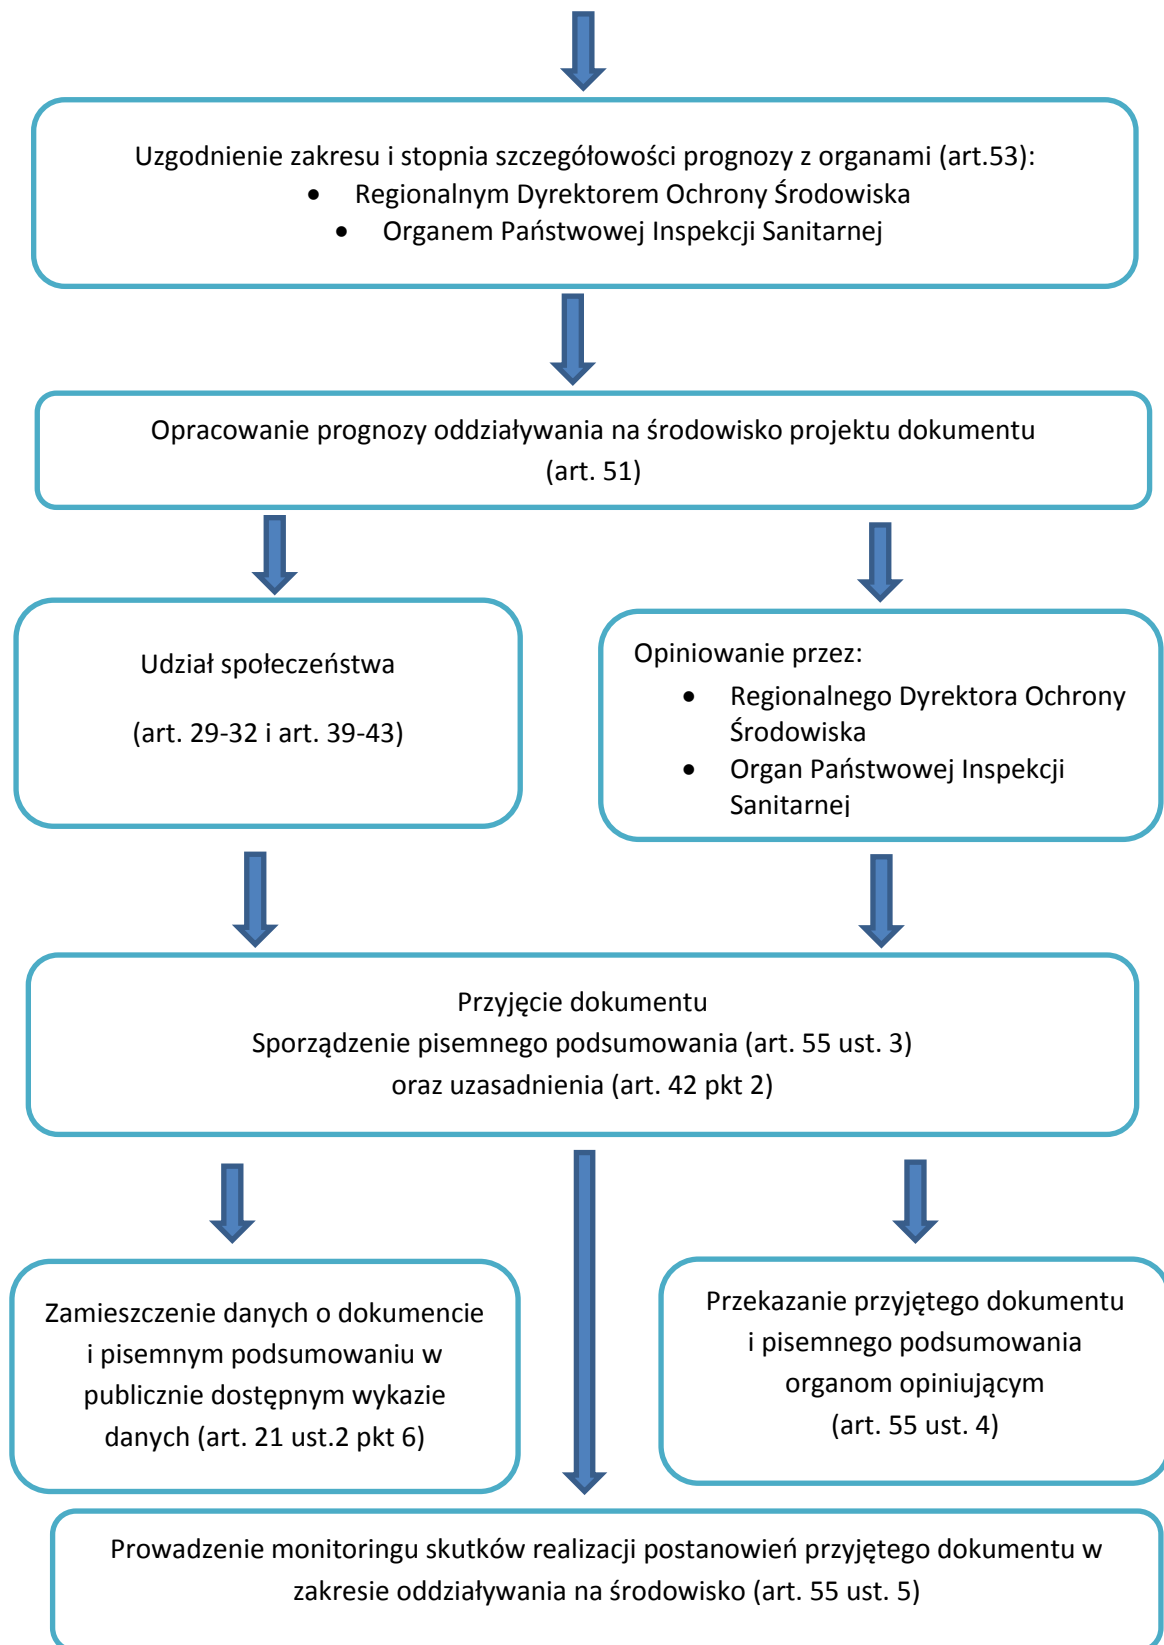 Uzgodnienie zakresu i stopnia szczegółowości prognozy z organami (art.53):
• Regionalnym Dyrektorem Ochrony Środowiska
• Organem Państwowej Inspekcji Sanitarnej
Opracowanie prognozy oddziaływania na środowisko projektu dokumentu
(art. 51)
Udział społeczeństwa
(art. 29-32 i art. 39-43)
Opiniowanie przez:
• Regionalnego Dyrektora Ochrony
Środowiska
• Organ Państwowej Inspekcji
Sanitarnej
Przyjęcie dokumentu
Sporządzenie pisemnego podsumowania (art. 55 ust. 3)
oraz uzasadnienia (art. 42 pkt 2)
Zamieszczenie danych o dokumencie
i pisemnym podsumowaniu w
publicznie dostępnym wykazie
danych (art. 21 ust.2 pkt 6)
Przekazanie przyjętego dokumentu
i pisemnego podsumowania
organom opiniującym
(art. 55 ust. 4)
Prowadzenie monitoringu skutków realizacji postanowień przyjętego dokumentu w
zakresie oddziaływania na środowisko (art. 55 ust. 5)